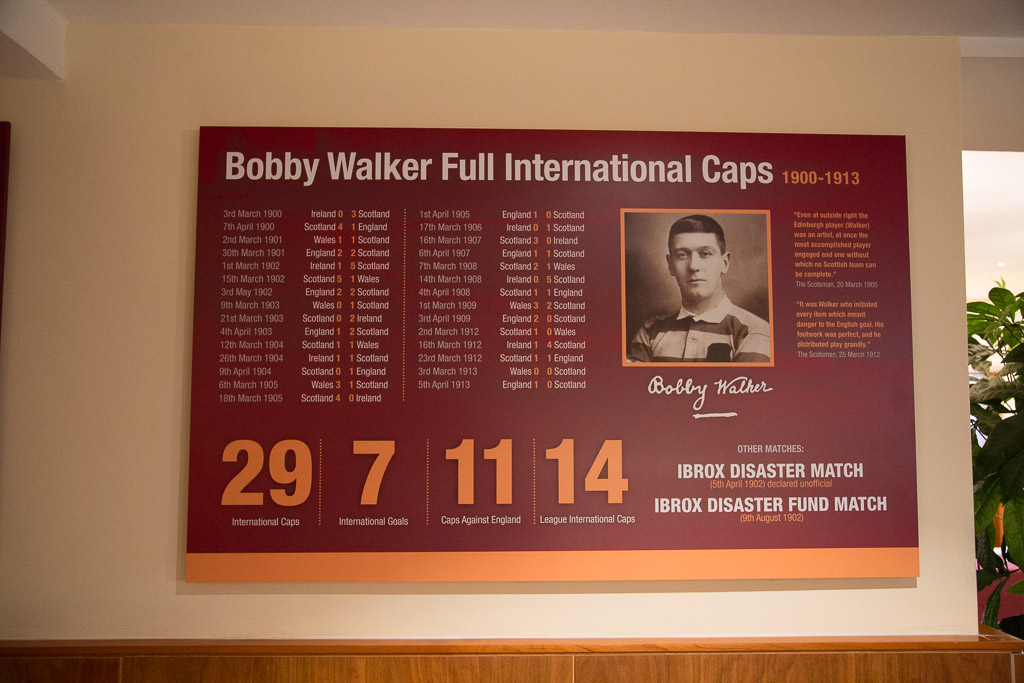 Bobby Walker Full International Caps 1900-1913
3rd March 1900 Ireland 0 3 Scotland
7th April 1900 Scotland 4 1 England
2nd March 1901 Wales 1 1 Scotland
30th March 1901 England 2 2 Scotland
1st March 1902 Ireland 1 5 Scotland
15th March 1902 Scotland 5 1 Wales
3rd May 1902 England 2 2 Scotland
9th March 1903 Wales 0 1 Scotland
21st March 1903 Scotland 0 2 Ireland
4th April 1903 England 1 2 Scotland
12th March 1904 Scotland 1 1 Wales
26th March 1904 Ireland 1 1 Scotland
9th April 1904 Scotland 0 1 England
6th March 1905 Wales 3 1 Scotland
18th March 1905 Scotland 4 0 Ireland
1st April 1905 England 1 0 Scotland
17th March 1906 Ireland 0 1 Scotland
16th March 1907 Scotland 3 0 Ireland
6th April 1907 England 1 1 Scotland
7th March 1908 Scotland 2 1 Wales
14th March 1908 Ireland 0 5 Scotland
4th April 1908 Scotland 1 1 England
1st March 1909 Wales 3 2 Scotland
3rd April 1909 England 2 0 Scotland
2nd March 1912 Scotland 1 0 Wales
16th March 1912 Ireland 1 4 Scotland
23rd March 1912 Scotland 1 1 England
3rd March 1913 Wales 0 0 Scotland
5th April 1913 England 1 0 Scotland
"Even at outside right the
Edinburgh player (Walker)
was an artist, at once the
most accomplished player
engaged and one without
which no Scottish team can
be complete."
The Scotsman, 20 March 1905
"It was Walker who initiated
every item which meant
danger to the English goal. His
footwork was perfect, and he
distributed play grandly."
The Scotsman, 25 March 1912
Bobby Walker
29 7 11 14
International Caps International Goals Caps Against England League International Caps
OTHER MATCHES:
IBROX DISASTER MATCH
(5th April 1902) declared unofficial
IBROX DISASTER FUND MATCH
(9th August 1902)